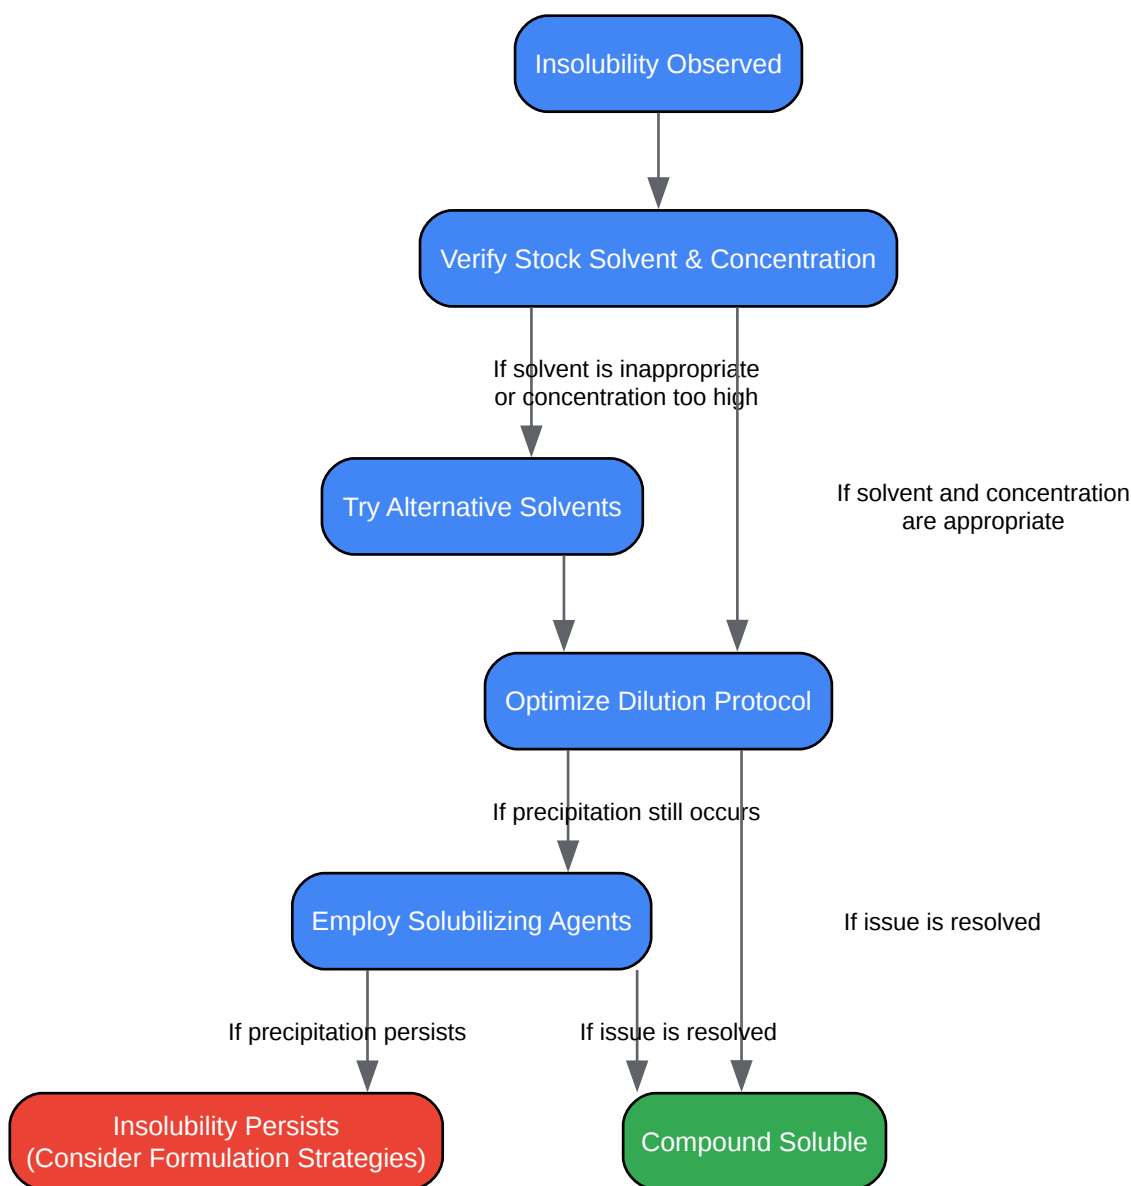 Insolubility Observed
Verify Stock Solvent & Concentration
If solvent is inappropriate
or concentration too high
If solvent and concentration
are appropriate
Try Alternative Solvents
Optimize Dilution Protocol
If precipitation still occurs
Employ Solubilizing Agents
If issue is resolved
If precipitation persists
If issue is resolved
Insolubility Persists
(Consider Formulation Strategies)
Compound Soluble